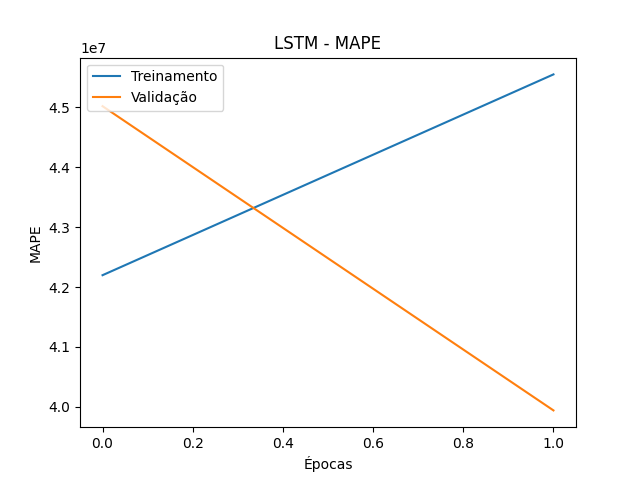 LSTM - MAPE
1e7
Treinamento
Validação
4.5
4.4
4.3
4.2
4.1
4.0
MAPE
0.0 0.2 0.4 0.6 0.8 1.0
Épocas